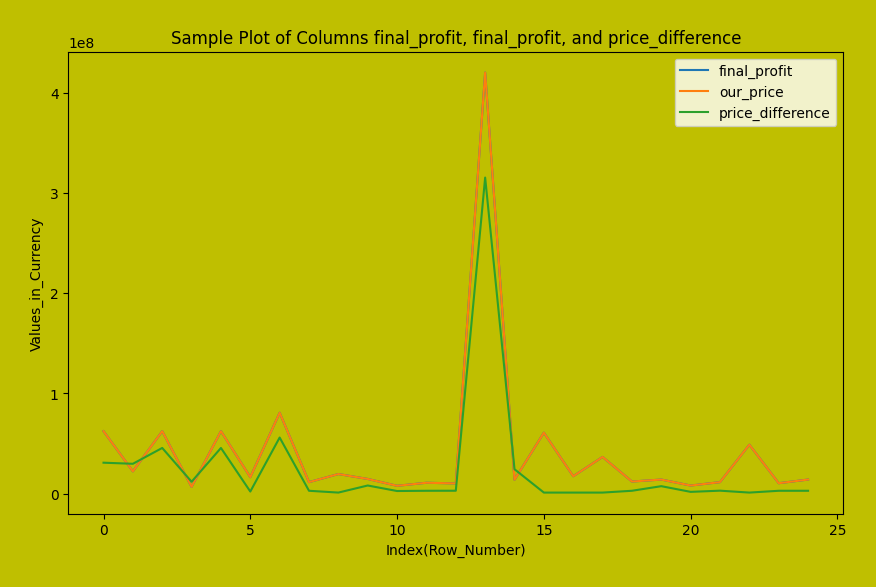 Sample Plot of Columns final_profit, final_profit, and price_difference
1e8
final_profit
our_price
price_difference
4
3
2
1
0
Values_in_Currency
0 5 10 15 20 25
Index(Row_Number)